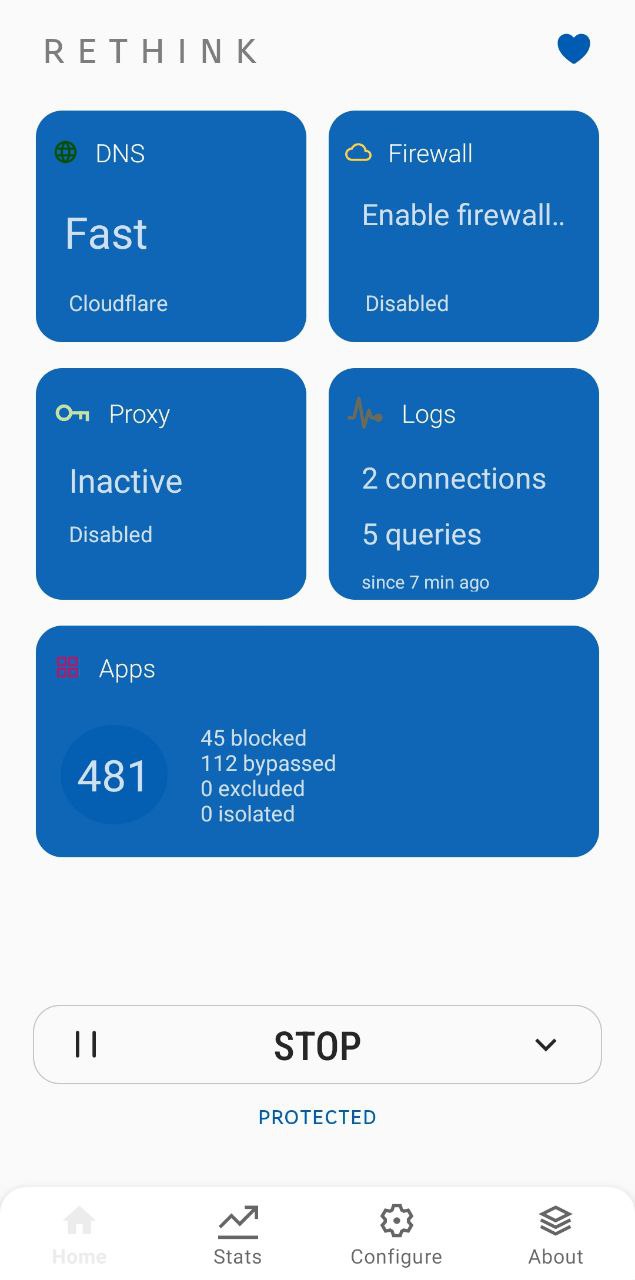 RETHINK
DNS
Fast
Cloudflare
Firewall
Enable firewall..
Disabled
Proxy
Inactive
Disabled
Logs
2 connections
5 queries
since 7 min ago
Apps
481
45 blocked
112 bypassed
0 excluded
0 isolated
STOP
PROTECTED
Home
Stats
Configure
About